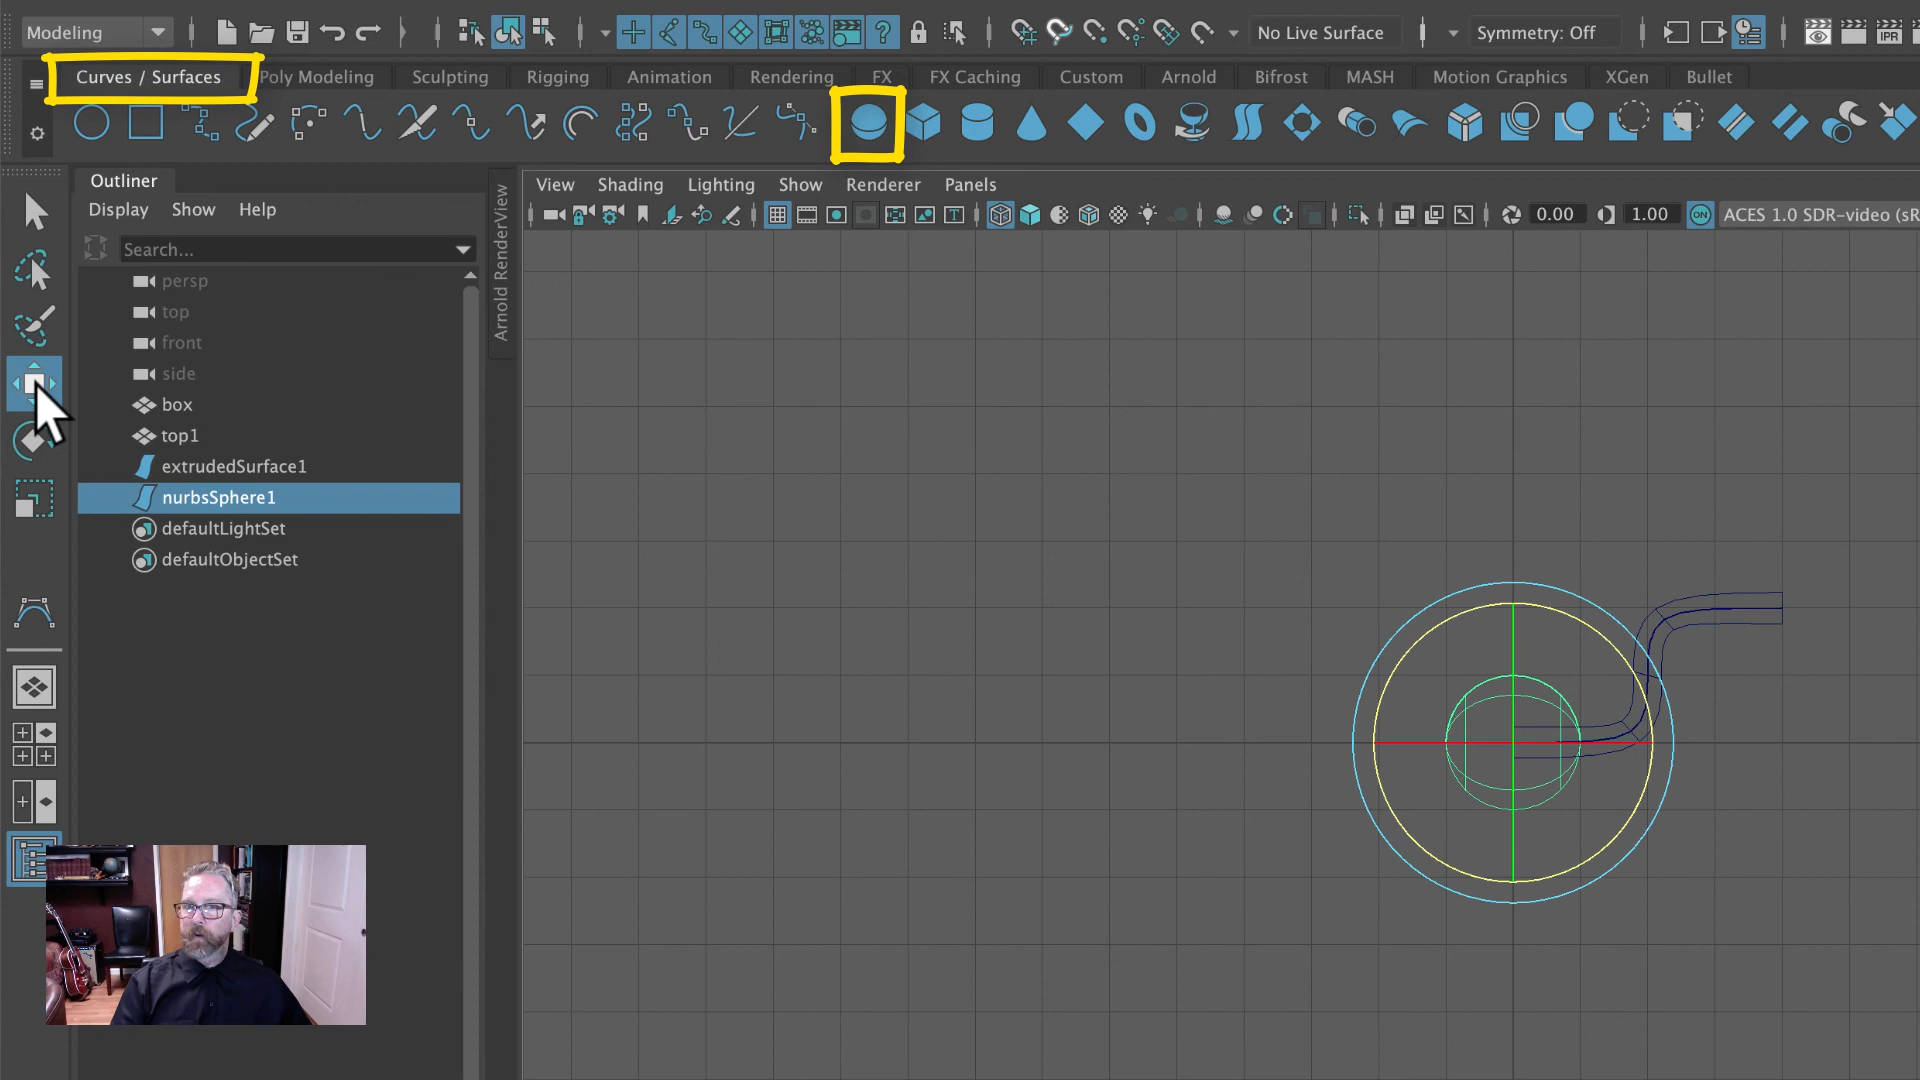 Modeling
No Live Surface
Symmetry: Off
IPR
Curves / Surfaces
Poly Modeling
Sculpting
Rigging
Animation
Rendering
FX
FX Caching
Custom
Arnold
Bifrost
MASH
Motion Graphics
XGen
Bullet
Outliner
Display Show Help
Search...
persp
top
front
side
box
top1
extrudedSurface1
nurbsSphere1
defaultLightSet
defaultObjectSet
Arnold RenderView
View Shading Lighting Show Renderer Panels
0.00
1.00
ON
ACES 1.0 SDR-video (sR